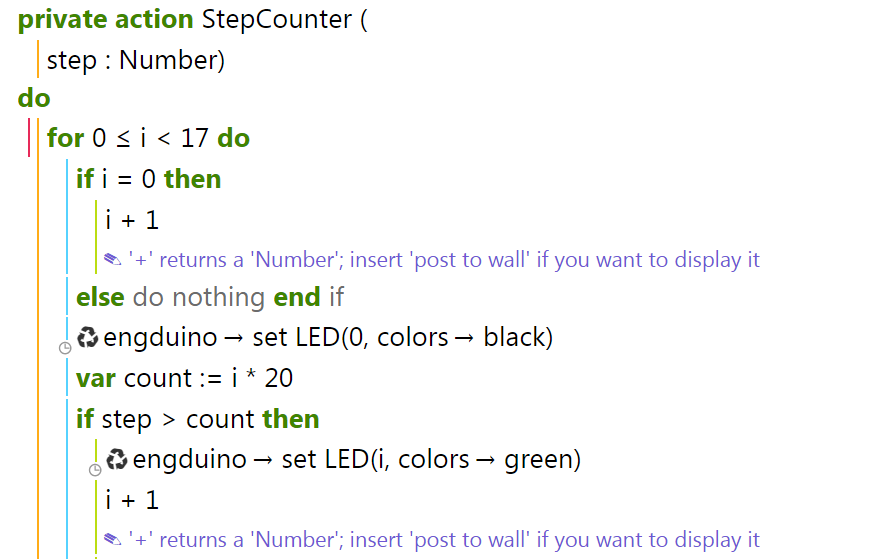 private action StepCounter (
step : Number)
do
for 0 ≤ i < 17 do
if i = 0 then
i + 1
'+' returns a 'Number'; insert 'post to wall' if you want to display it
else do nothing end if
engduino → set LED(0, colors → black)
var count := i * 20
if step > count then
engduino → set LED(i, colors → green)
i + 1
'+' returns a 'Number'; insert 'post to wall' if you want to display it